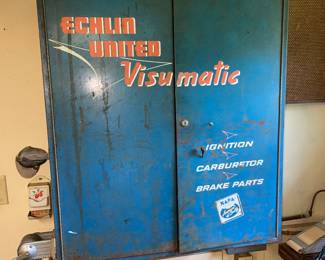 ECHLIN
UNITED
Visumatic
IGNITION
CARBURETOR
BRAKE PARTS
NAPA